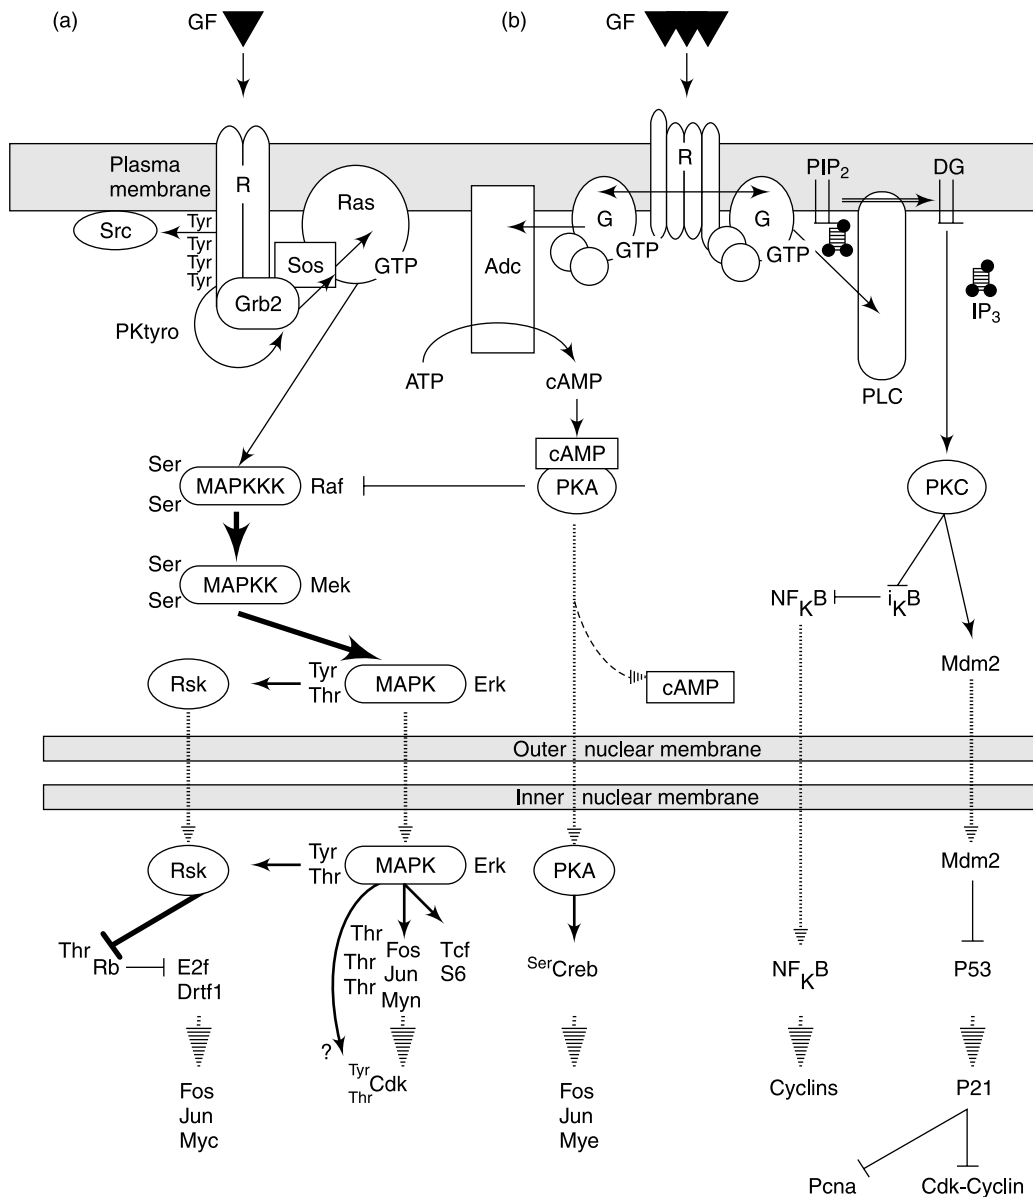 (a)
GF
(b)
GF
Plasma
membrane
R
Ras
R
PIP2
DG
Src
Tyr
Tyr
Tyr
Tyr
Sos
GTP
Grb2
PKtyro
Adc
G
GTP
G
GTP
IP3
ATP
cAMP
PLC
cAMP
PKA
Ser
MAPKKK
Raf
Ser
PKC
Ser
MAPKK
Mek
Ser
NFKB
iKB
Mdm2
Rsk
Tyr
Thr
MAPK
Erk
cAMP
Outer nuclear membrane
Inner nuclear membrane
Rsk
Tyr
Thr
MAPK
Erk
PKA
Mdm2
Thr
Rb
E2f
Drtf1
Thr
Thr
Thr
Fos
Jun
Myn
Tcf
S6
SerCreb
NFKB
P53
?
Tyr
Thr
Cdk
Fos
Jun
Myc
Fos
Jun
Mye
Cyclins
P21
Pcna
Cdk-Cyclin